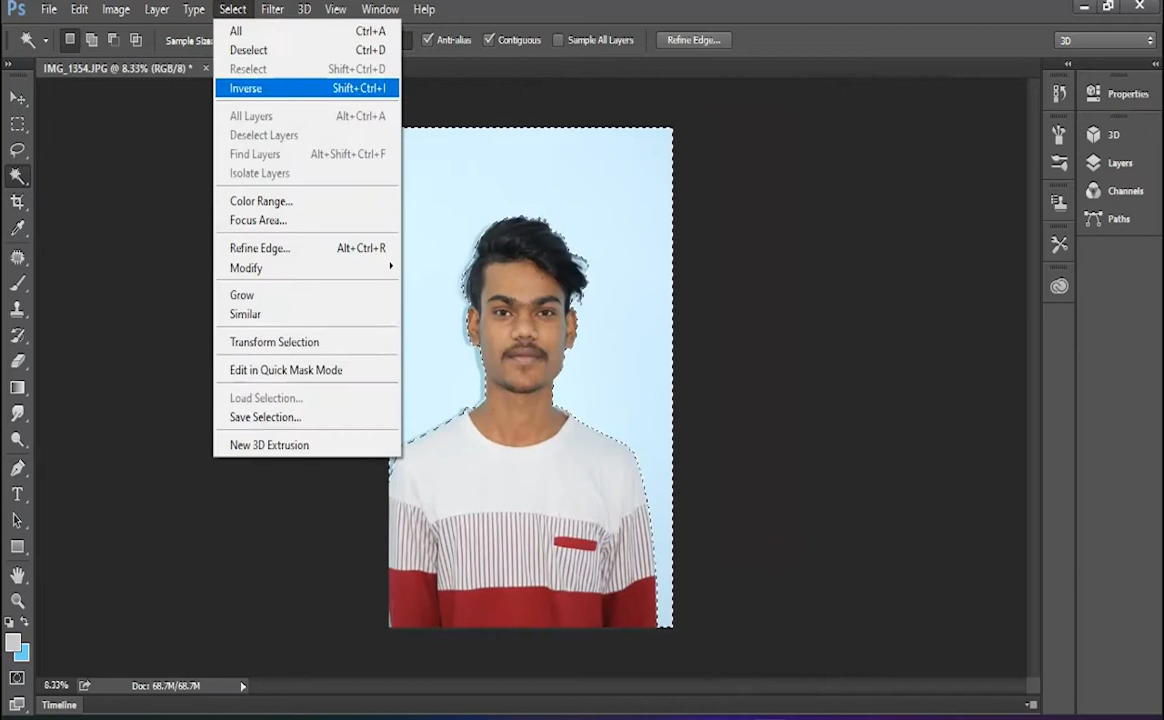 Ps File Edit Image Layer Type Select Filter 3D View Window Help
Sample Size Anti-alias Contiguous Sample All Layers Refine Edge... 3D
IMG_1354.JPG @ 8.33% (RGB/8) * ×
All Ctrl+A
Deselect Ctrl+D
Reselect Shift+Ctrl+D
Inverse Shift+Ctrl+I
All Layers Alt+Ctrl+A
Deselect Layers
Find Layers Alt+Shift+Ctrl+F
Isolate Layers
Color Range...
Focus Area...
Refine Edge... Alt+Ctrl+R
Modify
Grow
Similar
Transform Selection
Edit in Quick Mask Mode
Load Selection...
Save Selection...
New 3D Extrusion
Properties
3D
Layers
Channels
Paths
8.33% Doc: 68.7M/68.7M
Timeline